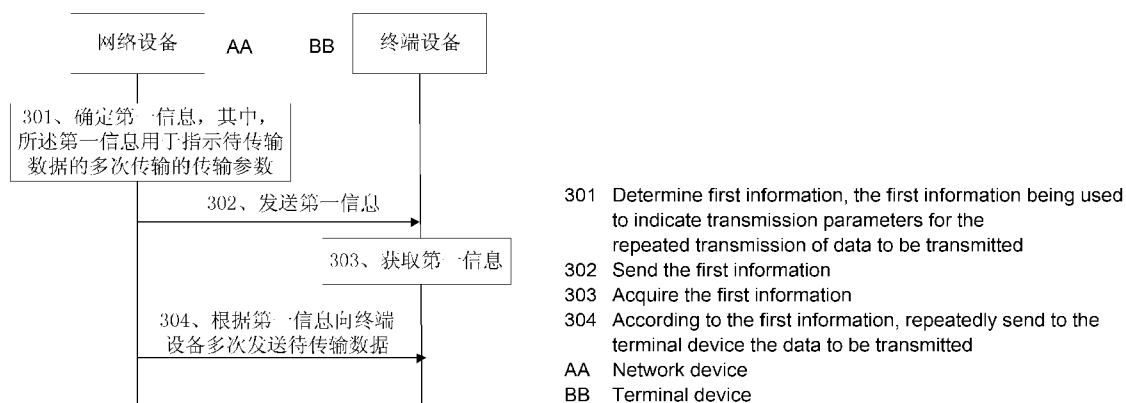 网络设备 AA BB 终端设备
301、确定第一信息，其中，
所述第一信息用于指示待传输
数据的多次传输的传输参数
302、发送第一信息
303、获取第一信息
304、根据第一信息向终端
设备多次发送待传输数据
301 Determine first information, the first information being used
to indicate transmission parameters for the
repeated transmission of data to be transmitted
302 Send the first information
303 Acquire the first information
304 According to the first information, repeatedly send to the
terminal device the data to be transmitted
AA Network device
BB Terminal device